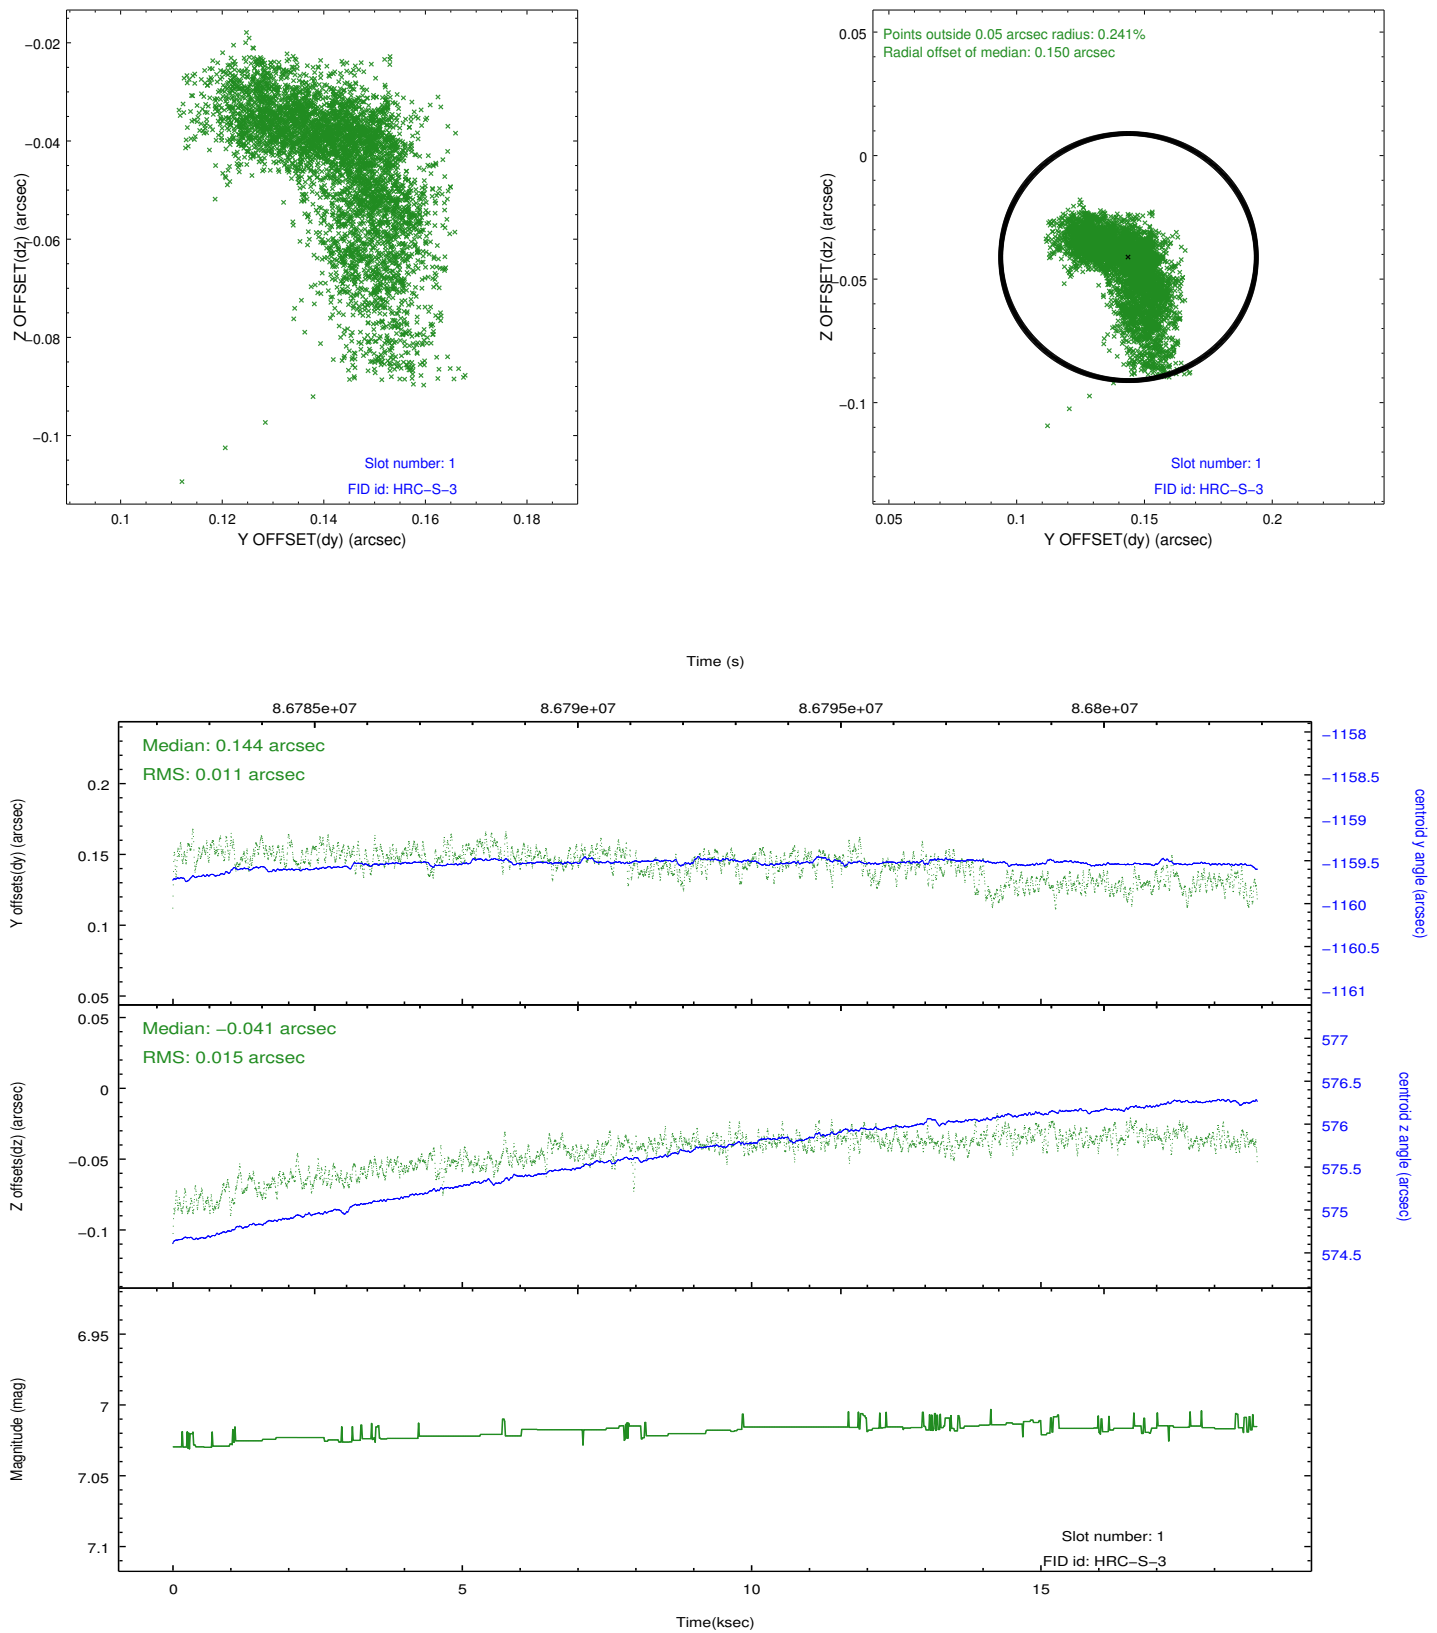 −0.02
−0.04
−0.06
−0.08
−0.1
Z OFFSET(dz) (arcsec)
Slot number: 1
FID id: HRC−S−3
0.1 0.12 0.14 0.16 0.18
Y OFFSET(dy) (arcsec)
Points outside 0.05 arcsec radius: 0.241%
Radial offset of median: 0.150 arcsec
0.05
0
−0.05
−0.1
Z OFFSET(dz) (arcsec)
Slot number: 1
FID id: HRC−S−3
0.05 0.1 0.15 0.2
Y OFFSET(dy) (arcsec)
Time (s)
8.6785e+07 8.679e+07 8.6795e+07 8.68e+07
Median: 0.144 arcsec
RMS: 0.011 arcsec
0.2
0.15
0.1
0.05
Y offsets(dy) (arcsec)
−1158
−1158.5
−1159
−1159.5
−1160
−1160.5
−1161
centroid y angle (arcsec)
Median: −0.041 arcsec
RMS: 0.015 arcsec
0.05
0
−0.05
−0.1
Z offsets(dz) (arcsec)
577
576.5
576
575.5
575
574.5
centroid z angle (arcsec)
6.95
7
7.05
7.1
Magnitude (mag)
Slot number: 1
FID id: HRC−S−3
0 5 10 15
Time(ksec)